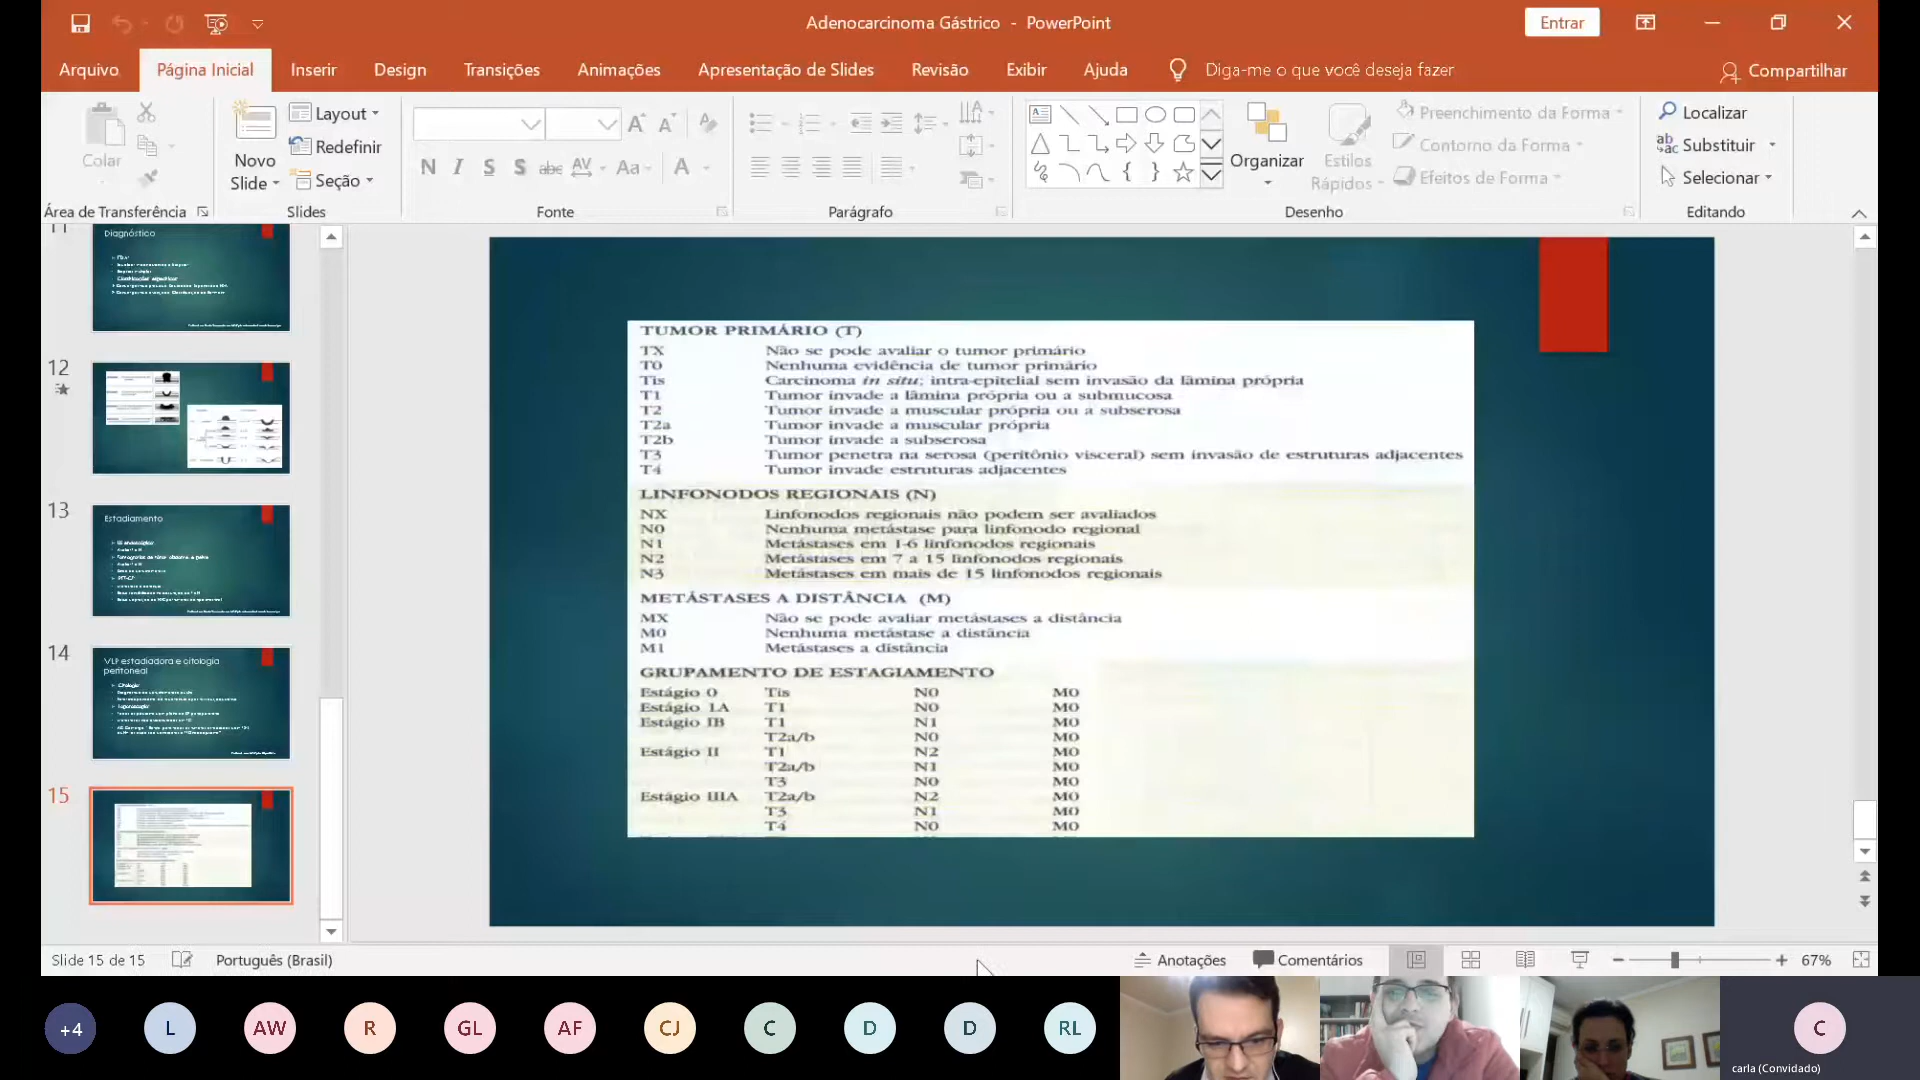 Adenocarcinoma Gástrico - PowerPoint
Entrar
Arquivo
Página Inicial
Inserir
Design
Transições
Animações
Apresentação de Slides
Revisão
Exibir
Ajuda
Diga-me o que você deseja fazer
Compartilhar
Colar
Novo
Slide
Layout
Redefinir
Seção
N I S S abc AV Aa A
Organizar
Estilos
Rápidos
Preenchimento da Forma
Contorno da Forma
Efeitos de Forma
Localizar
Substituir
Selecionar
Área de Transferência
Slides
Fonte
Parágrafo
Desenho
Editando
11
Diagnóstico
12
13
Estadiamento
14
VLP estadiadora e citologia
peritoneal
15
TUMOR PRIMÁRIO (T)
TX Não se pode avaliar o tumor primário
T0 Nenhuma evidência de tumor primário
Tis Carcinoma in situ; intra-epitelial sem invasão da lâmina própria
T1 Tumor invade a lâmina própria ou a submucosa
T2 Tumor invade a muscular própria ou a subserosa
T2a Tumor invade a muscular própria
T2b Tumor invade a subserosa
T3 Tumor penetra na serosa (peritônio visceral) sem invasão de estruturas adjacentes
T4 Tumor invade estruturas adjacentes
LINFONODOS REGIONAIS (N)
NX Linfonodos regionais não podem ser avaliados
N0 Nenhuma metástase para linfonodo regional
N1 Metástases em 1-6 linfonodos regionais
N2 Metástases em 7 a 15 linfonodos regionais
N3 Metástases em mais de 15 linfonodos regionais
METÁSTASES A DISTÂNCIA (M)
MX Não se pode avaliar metástases a distância
M0 Nenhuma metástase a distância
M1 Metástases a distância
GRUPAMENTO DE ESTAGIAMENTO
Estágio 0 Tis N0 M0
Estágio 1A T1 N0 M0
Estágio IB T1 N1 M0
T2a/b N0 M0
Estágio II T1 N2 M0
T2a/b N1 M0
T3 N0 M0
Estágio IIIA T2a/b N2 M0
T3 N1 M0
T4 N0 M0
Slide 15 de 15
Português (Brasil)
Anotações
Comentários
67%
+4
L
AW
R
GL
AF
CJ
C
D
D
RL
C
carla (Convidado)